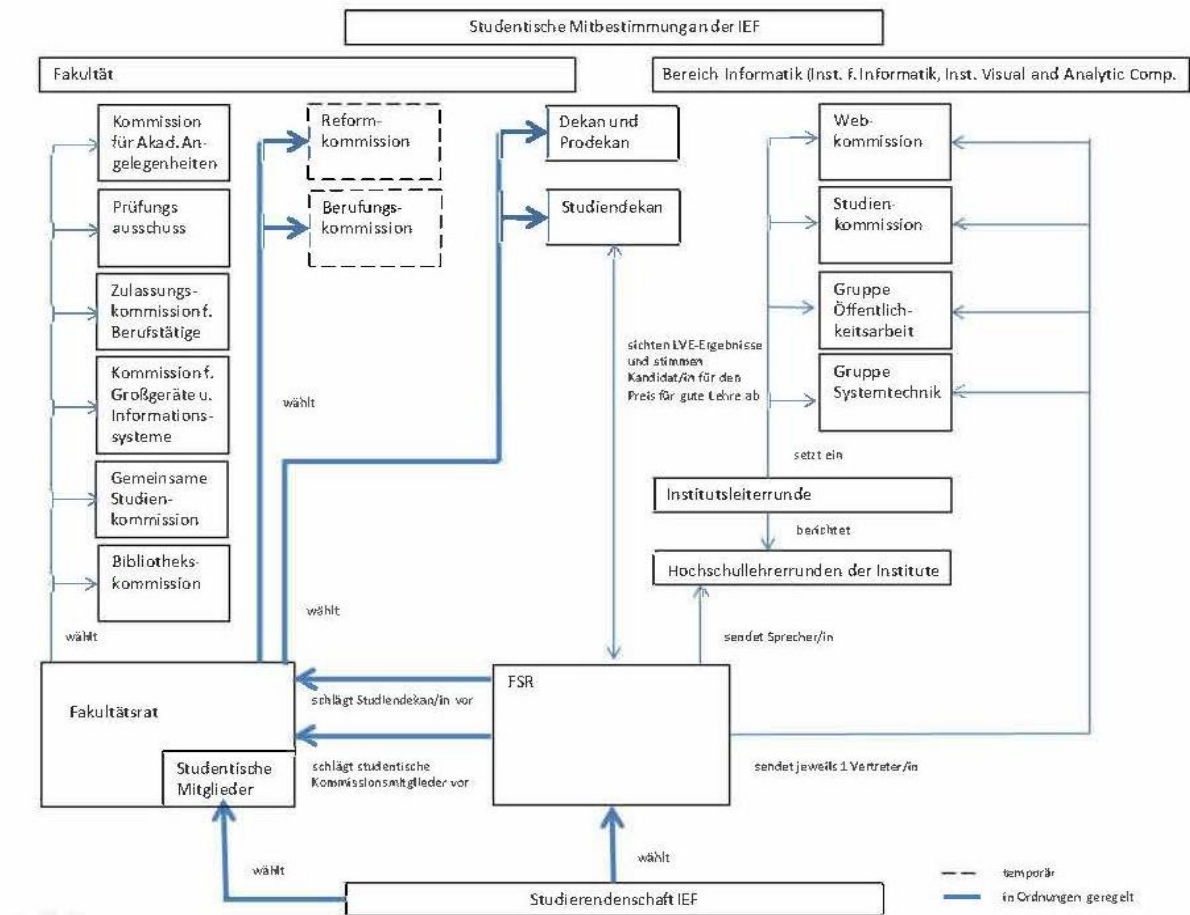 Studentische Mitbestimmung an der IEF
Fakultät
Bereich Informatik (Inst. f. Informatik, Inst. Visual and Analytic Comp.
Kommission
für Akad. An-
gelegenheiten
Prüfungs
ausschuss
Zulassungs-
kommission f.
Berufstätige
Kommission f.
Großgeräte u.
Informations-
systeme
Gemeinsame
Studien-
kommission
Bibliotheks-
kommission
wählt
Reform-
kommission
Berufungs-
kommission
wählt
wählt
Dekan und
Prodekan
Studiendekan
sichten LVE-Ergebnisse
und stimmen
Kandidat/in für den
Preis für gute Lehre ab
Web-
kommission
Studien-
kommission
Gruppe
Öffentlich-
keitsarbeit
Gruppe
Systemtechnik
setzt ein
Institutsleiterrunde
berichtet
Hochschullehrerrunden der Institute
sendet Sprecher/in
Fakultätsrat
Studentische
Mitglieder
schlägt Studiendekan/in vor
schlägt studentische
Kommissionsmitglieder vor
FSR
sendet jeweils 1 Vertreter/in
wählt
wählt
Studierendenschaft IEF
temporär
in Ordnungen geregelt